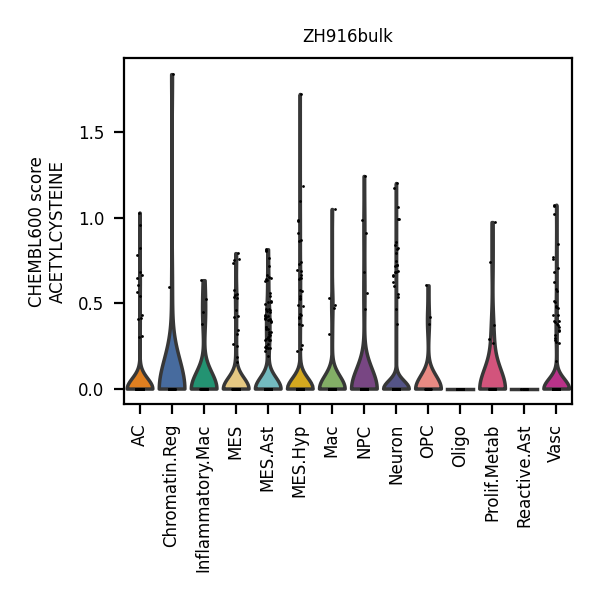 ZH916bulk
CHEMBL600 score
ACETYLCYSTEINE
1.5
1.0
0.5
0.0
AC
Chromatin.Reg
Inflammatory.Mac
MES
MES.Ast
MES.Hyp
Mac
NPC
Neuron
OPC
Oligo
Prolif.Metab
Reactive.Ast
Vasc